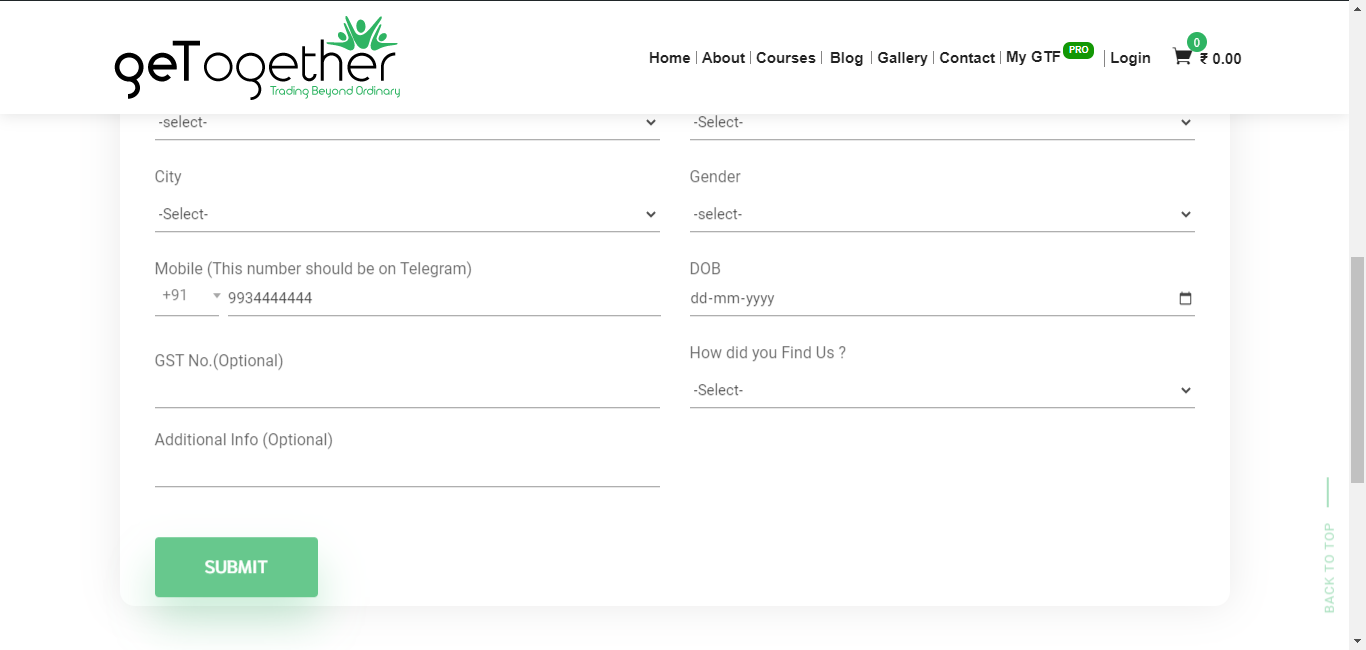 geTogether
Trading Beyond Ordinary
Home | About | Courses | Blog | Gallery | Contact | My GTF PRO | Login 0 ₹ 0.00
-select- -Select-
City Gender
-Select- -select-
Mobile (This number should be on Telegram) DOB
+91 9934444444 dd-mm-yyyy
How did you Find Us ?
GST No.(Optional)
-Select-
Additional Info (Optional)
SUBMIT
BACK TO TOP